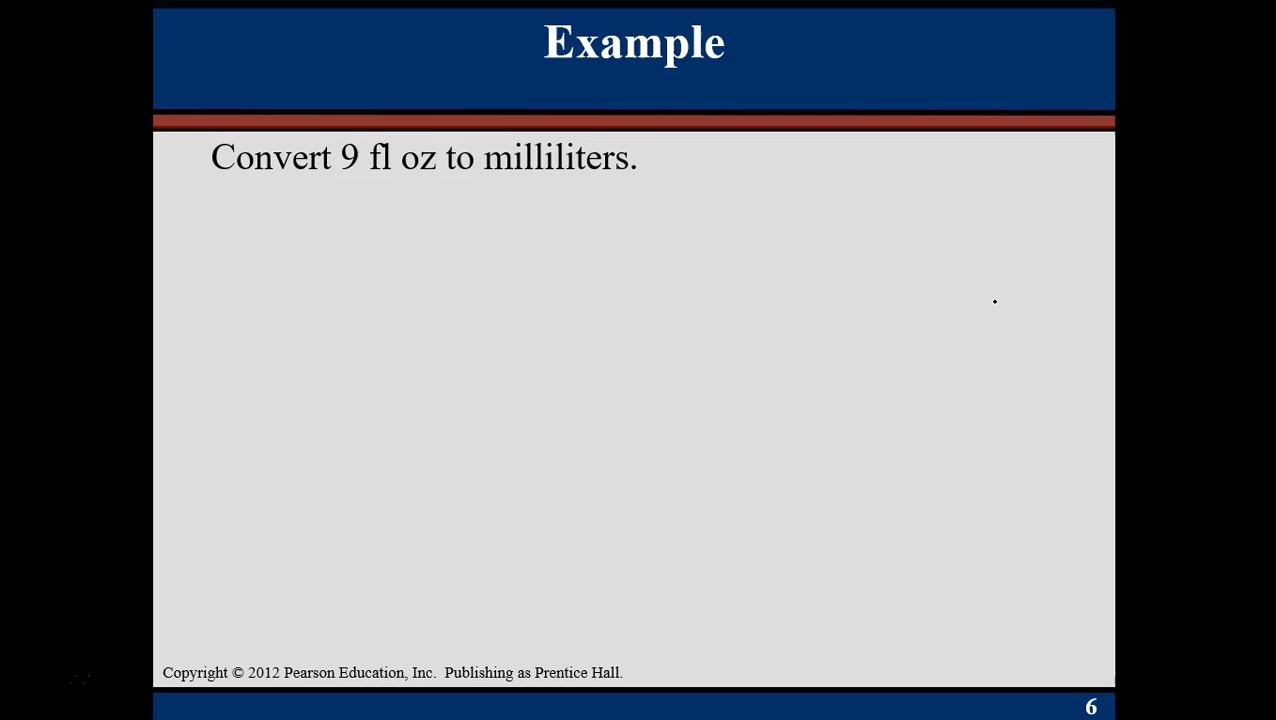 Example
Convert 9 fl oz to milliliters.
Copyright © 2012 Pearson Education, Inc.  Publishing as Prentice Hall.
6